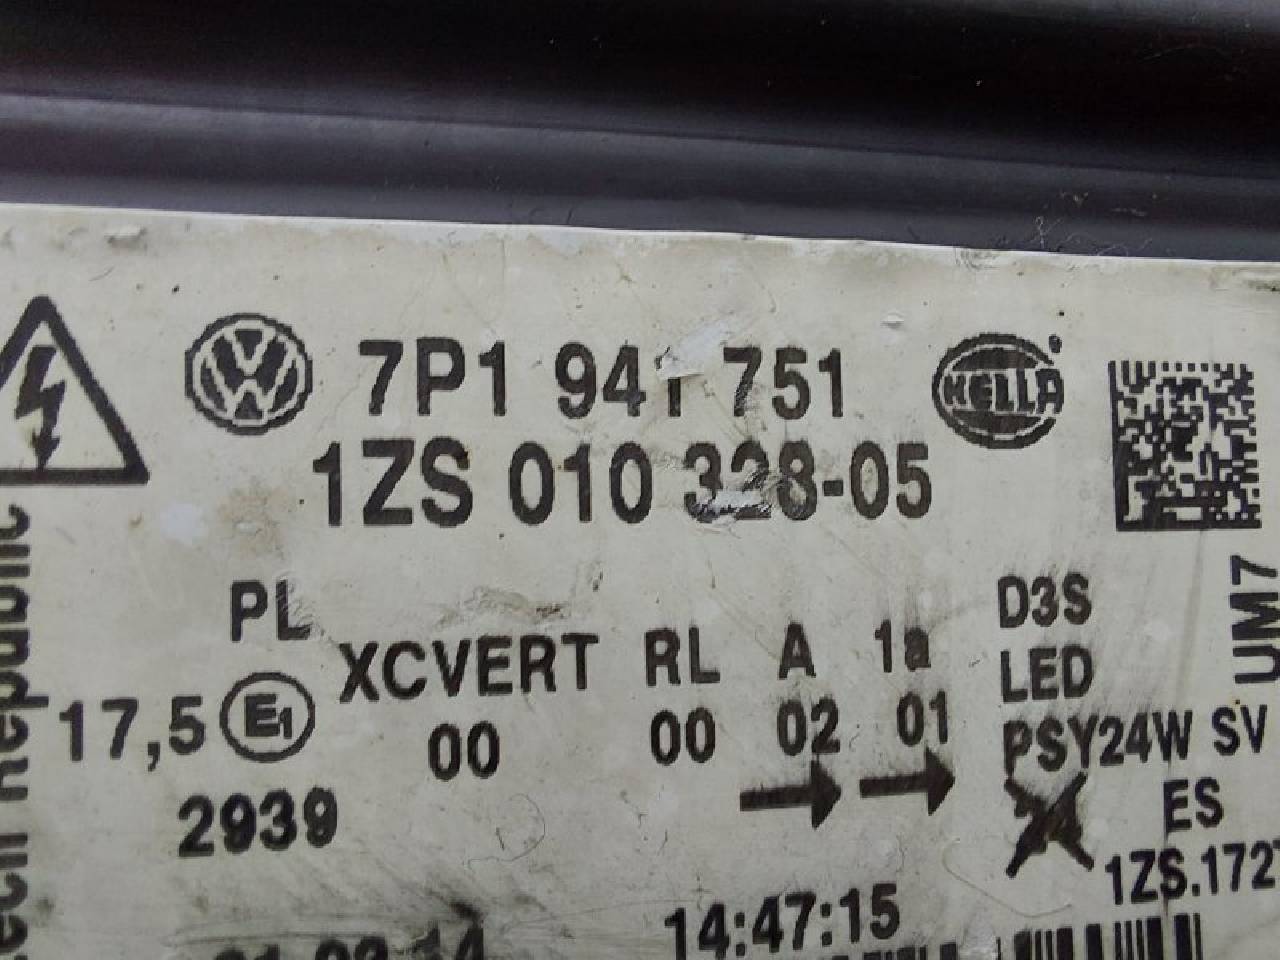 7P1 941 751
HELLA
1ZS 010 328-05
PL
XCVERT RL A 1a
D3S
LED
17,5 E1
00 00 02 01
PSY24W SV
2939
ES
1ZS.172
14:47:15
UM7